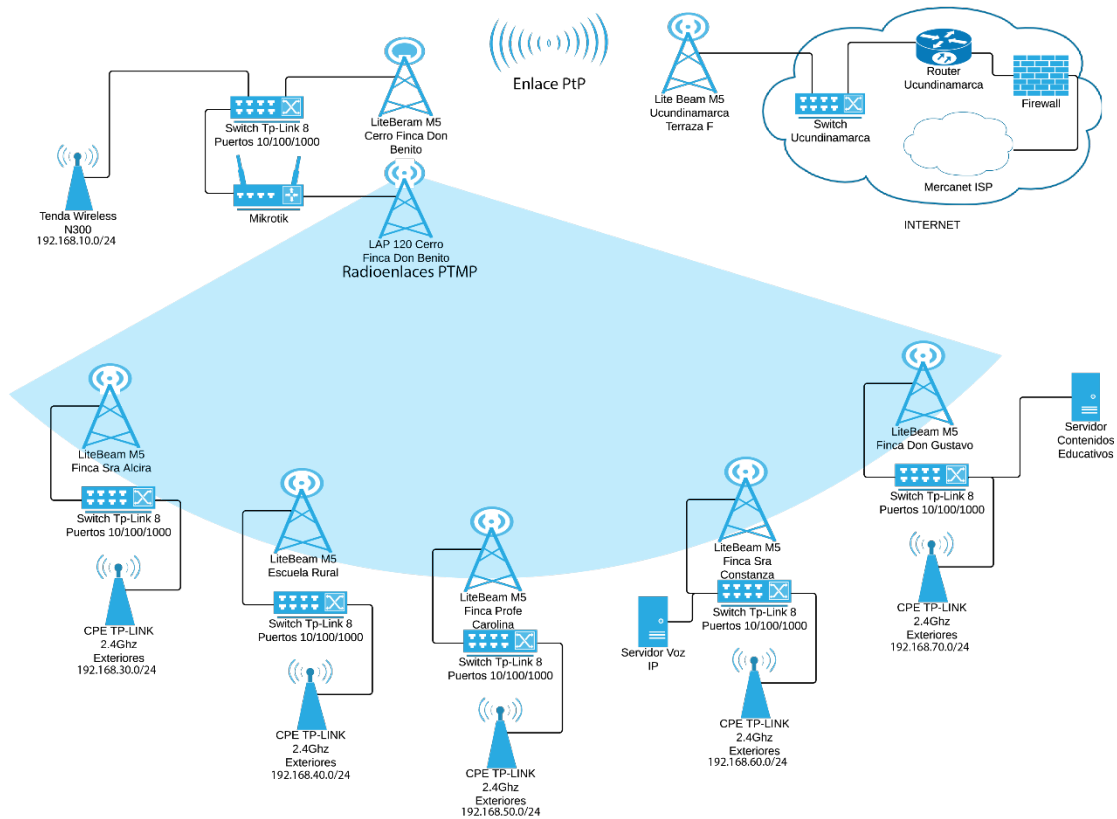 Enlace PtP
Lite Beam M5
Ucundinamarca
Terraza F
Router
Ucundinamarca
Firewall
Switch
Ucundinamarca
Mercanet ISP
INTERNET
Switch Tp-Link 8
Puertos 10/100/1000
LiteBeram M5
Cerro Finca Don
Benito
Tenda Wireless
N300
192.168.10.0/24
Mikrotik
LAP 120 Cerro
Finca Don Benito
Radioenlaces PTMP
LiteBeam M5
Finca Sra Alcira
Switch Tp-Link 8
Puertos 10/100/1000
CPE TP-LINK
2.4Ghz
Exteriores
192.168.30.0/24
LiteBeam M5
Escuela Rural
Switch Tp-Link 8
Puertos 10/100/1000
CPE TP-LINK
2.4Ghz
Exteriores
192.168.40.0/24
LiteBeam M5
Finca Profe
Carolina
Switch Tp-Link 8
Puertos 10/100/1000
CPE TP-LINK
2.4Ghz
Exteriores
192.168.50.0/24
LiteBeam M5
Finca Sra
Constanza
Switch Tp-Link 8
Puertos 10/100/1000
Servidor Voz
IP
CPE TP-LINK
2.4Ghz
Exteriores
192.168.60.0/24
LiteBeam M5
Finca Don Gustavo
Servidor
Contenidos
Educativos
Switch Tp-Link 8
Puertos 10/100/1000
CPE TP-LINK
2.4Ghz
Exteriores
192.168.70.0/24